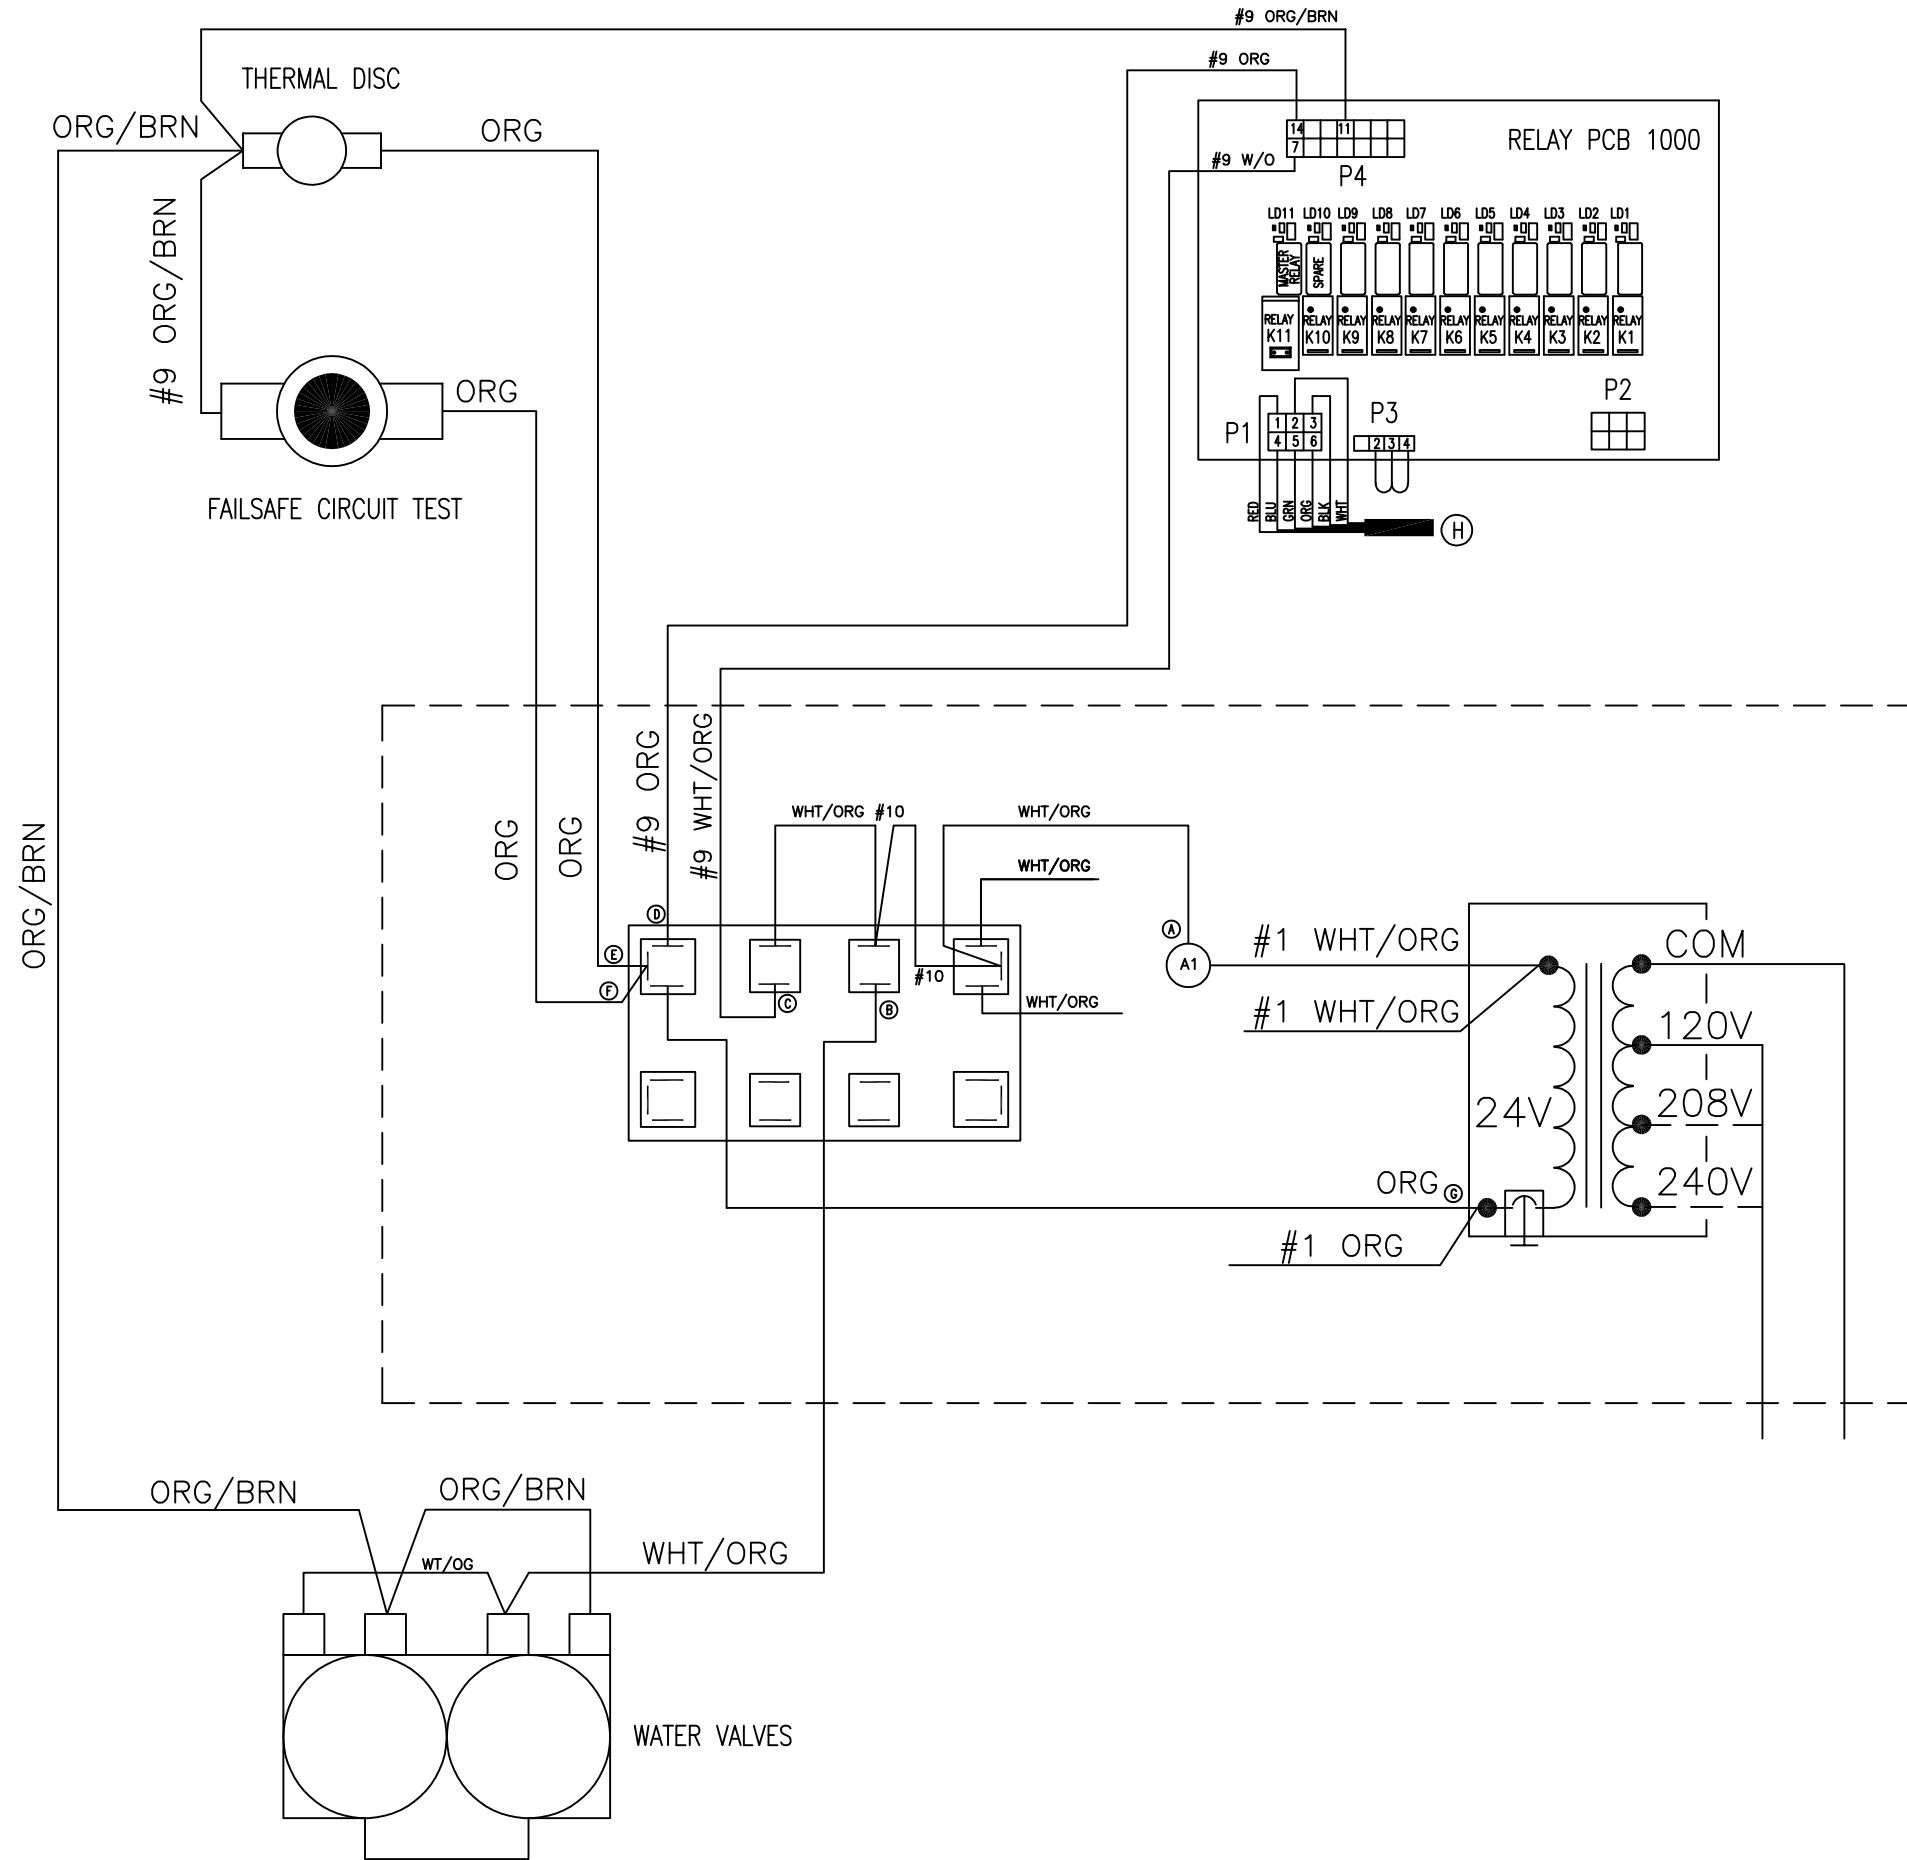 #9 ORG/BRN
#9 ORG
THERMAL DISC
ORG/BRN
ORG
14
11
7
RELAY PCB 1000
#9 W/O
P4
#9 ORG/BRN
LD11
LD10
LD9
LD8
LD7
LD6
LD5
LD4
LD3
LD2
LD1
MASTER
RELAY
SPARE
RELAY
K11
RELAY
K10
RELAY
K9
RELAY
K8
RELAY
K7
RELAY
K6
RELAY
K5
RELAY
K4
RELAY
K3
RELAY
K2
RELAY
K1
ORG
P2
P3
P1
1 2 3
4 5 6
2 3 4
FAILSAFE CIRCUIT TEST
RED
BLU
GRN
ORG
BLK
WHT
H
#9 ORG
#9 WHT/ORG
ORG
ORG
ORG/BRN
WHT/ORG #10
WHT/ORG
WHT/ORG
D
A
E
#1 WHT/ORG
COM
A1
#10
F
C
B
WHT/ORG
#1 WHT/ORG
120V
24V
208V
ORG
G
240V
#1 ORG
ORG/BRN
ORG/BRN
WT/OG
WHT/ORG
WATER VALVES